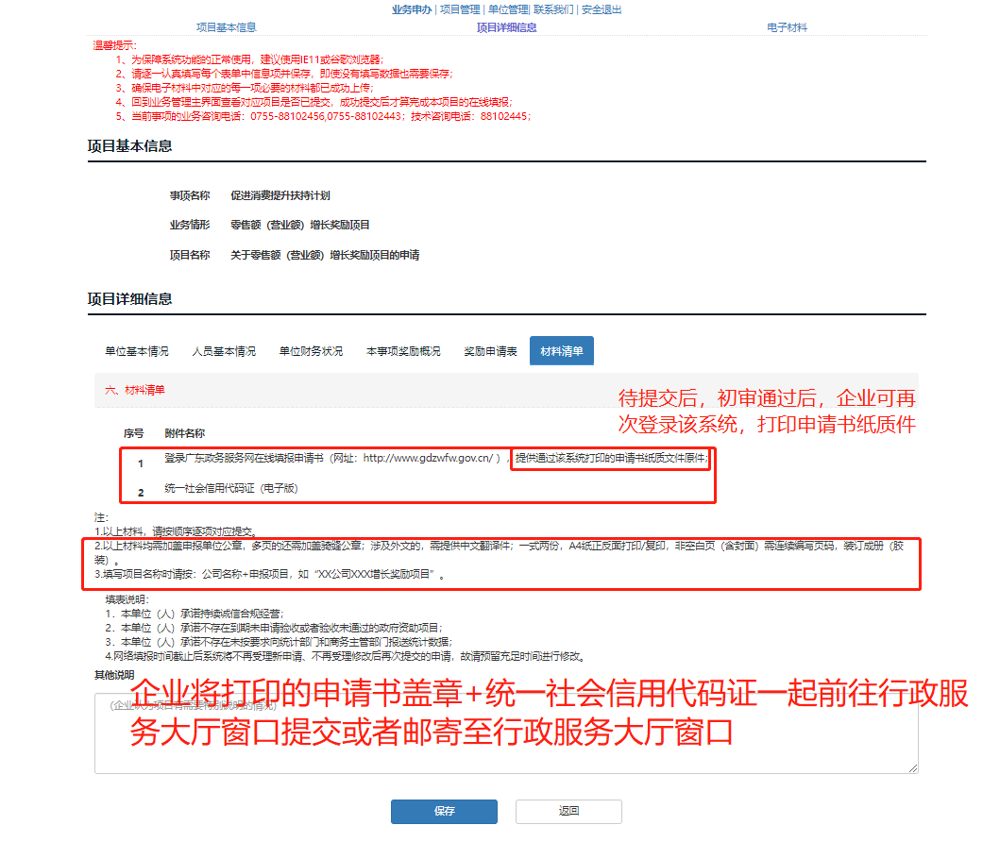 业务申办 | 项目管理 | 单位管理| 联系我们 | 安全退出
项目基本信息 项目详细信息 电子材料
温馨提示：
1、为保障系统功能的正常使用，建议使用IE11或谷歌浏览器；
2、请逐一认真填写每个表单中信息项并保存，即使没有填写数据也需要保存；
3、确保电子材料中对应的每一项必要的材料都已成功上传；
4、回到业务管理主界面查看对应项目是否已提交，成功提交后才算完成本项目的在线填报；
5、当前事项的业务咨询电话：0755-88102456,0755-88102443；技术咨询电话：88102445；
项目基本信息
事项名称 促进消费提升扶持计划
业务情形 零售额（营业额）增长奖励项目
项目名称 关于零售额（营业额）增长奖励项目的申请
项目详细信息
单位基本情况 人员基本情况 单位财务状况 本事项奖励概况 奖励申请表 材料清单
六、材料清单
待提交后，初审通过后，企业可再
次登录该系统，打印申请书纸质件
序号 附件名称
1 登录广东政务服务网在线填报申请书（网址：http://www.gdzwfw.gov.cn/ ），提供通过该系统打印的申请书纸质文件原件；
2 统一社会信用代码证（电子版）
注：
1.以上材料，请按顺序逐项对应提交。
2.以上材料均需加盖申报单位公章，多页的还需加盖骑缝公章；涉及外文的，需提供中文翻译件；一式两份，A4纸正反面打印/复印，非空白页（含封面）需连续编写页码，装订成册（胶
装）。
3.填写项目名称时请按：公司名称+申报项目，如“XX公司XXX增长奖励项目”。
填表说明：
1．本单位（人）承诺持续诚信合规经营；
2．本单位（人）承诺不存在到期未申请验收或者验收未通过的政府资助项目；
3．本单位（人）承诺不存在未按要求向统计部门和商务主管部门报送统计数据；
4.网络填报时间截止后系统将不再受理新申请、不再受理修改后再次提交的申请，故请预留充足时间进行修改。
其他说明
（企业认为项目有需要特别说明的情况）
企业将打印的申请书盖章+统一社会信用代码证一起前往行政服
务大厅窗口提交或者邮寄至行政服务大厅窗口
保存 返回